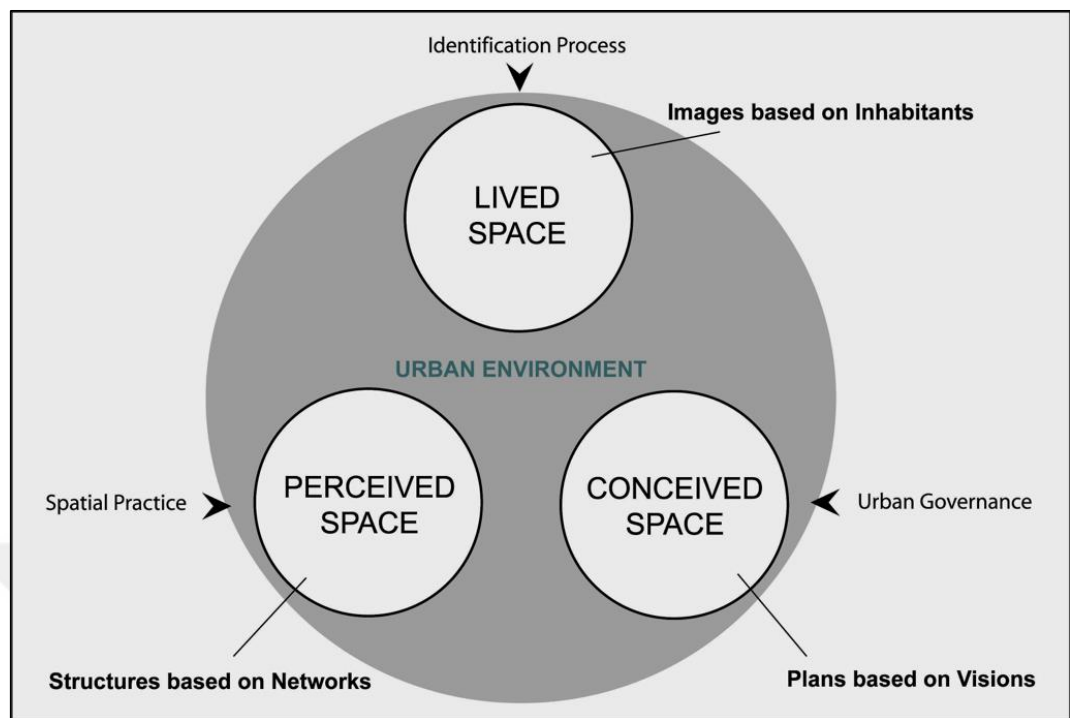 Identification Process
Images based on Inhabitants
LIVED
SPACE
URBAN ENVIRONMENT
PERCEIVED
SPACE
CONCEIVED
SPACE
Spatial Practice
Urban Governance
Structures based on Networks
Plans based on Visions